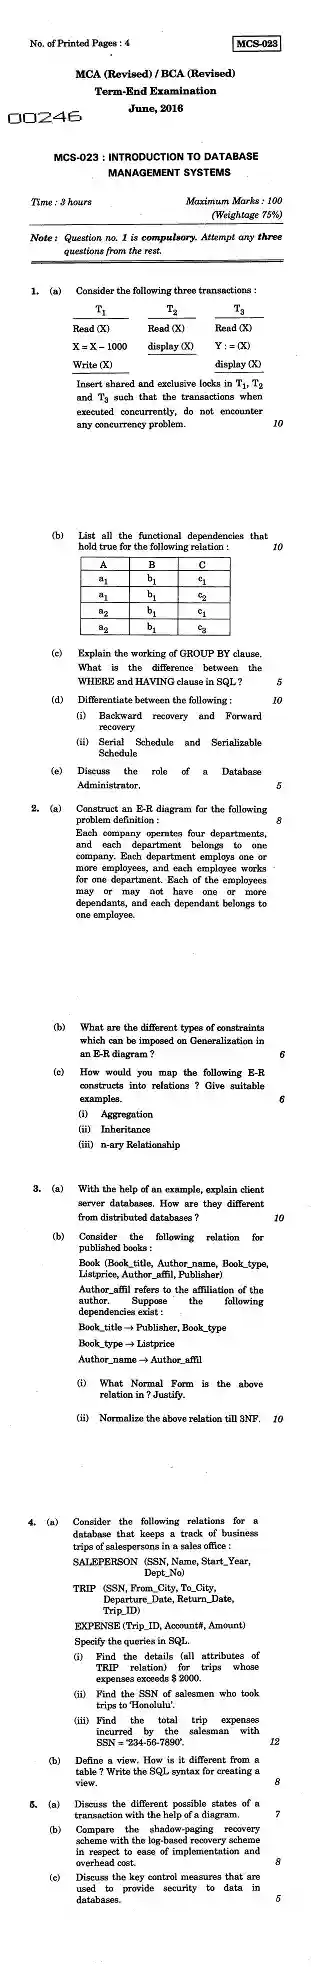 No. of Printed Pages : 4
MCS-023
MCA (Revised) / BCA (Revised)
Term-End Examination
June, 2016
00246
MCS-023 : INTRODUCTION TO DATABASE
MANAGEMENT SYSTEMS
Time : 3 hours
Maximum Marks : 100
(Weightage 75%)
Note : Question no. 1 is compulsory. Attempt any three
questions from the rest.
1. (a) Consider the following three transactions :
T1 T2 T3
Read (X) Read (X) Read (X)
X = X – 1000 display (X) Y : = (X)
Write (X) display (X)
Insert shared and exclusive locks in T1, T2
and T3 such that the transactions when
executed concurrently, do not encounter
any concurrency problem. 10
(b) List all the functional dependencies that
hold true for the following relation : 10
A B C
a1 b1 c1
a1 b1 c2
a2 b1 c1
a2 b1 c3
(c) Explain the working of GROUP BY clause.
What is the difference between the
WHERE and HAVING clause in SQL ? 5
(d) Differentiate between the following : 10
(i) Backward recovery and Forward
recovery
(ii) Serial Schedule and Serializable
Schedule
(e) Discuss the role of a Database
Administrator. 5
2. (a) Construct an E-R diagram for the following
problem definition : 8
Each company operates four departments,
and each department belongs to one
company. Each department employs one or
more employees, and each employee works
for one department. Each of the employees
may or may not have one or more
dependants, and each dependant belongs to
one employee.
(b) What are the different types of constraints
which can be imposed on Generalization in
an E-R diagram ? 6
(c) How would you map the following E-R
constructs into relations ? Give suitable
examples. 6
(i) Aggregation
(ii) Inheritance
(iii) n-ary Relationship
3. (a) With the help of an example, explain client
server databases. How are they different
from distributed databases ? 10
(b) Consider the following relation for
published books :
Book (Book_title, Author_name, Book_type,
Listprice, Author_affil, Publisher)
Author_affil refers to the affiliation of the
author. Suppose the following
dependencies exist :
Book_title → Publisher, Book_type
Book_type → Listprice
Author_name → Author_affil
(i) What Normal Form is the above
relation in ? Justify.
(ii) Normalize the above relation till 3NF. 10
4. (a) Consider the following relations for a
database that keeps a track of business
trips of salespersons in a sales office :
SALEPERSON (SSN, Name, Start_Year,
Dept_No)
TRIP (SSN, From_City, To_City,
Departure_Date, Return_Date,
Trip_ID)
EXPENSE (Trip_ID, Account#, Amount)
Specify the queries in SQL.
(i) Find the details (all attributes of
TRIP relation) for trips whose
expenses exceeds $ 2000.
(ii) Find the SSN of salesmen who took
trips to 'Honolulu'.
(iii) Find the total trip expenses
incurred by the salesman with
SSN = '234-56-7890'. 12
(b) Define a view. How is it different from a
table ? Write the SQL syntax for creating a
view. 8
5. (a) Discuss the different possible states of a
transaction with the help of a diagram. 7
(b) Compare the shadow-paging recovery
scheme with the log-based recovery scheme
in respect to ease of implementation and
overhead cost. 8
(c) Discuss the key control measures that are
used to provide security to data in
databases. 5